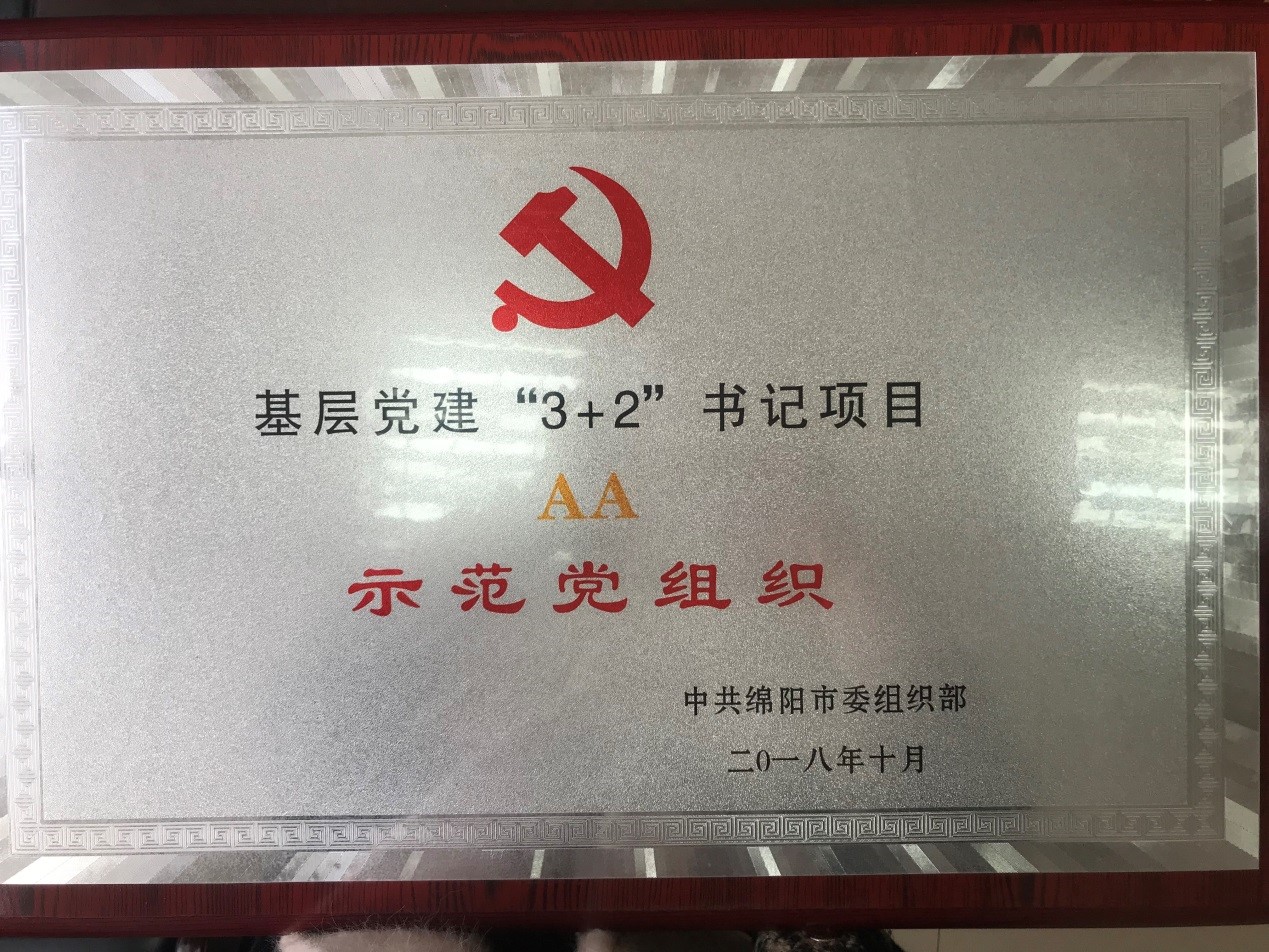 基层党建“3+2”书记项目
AA
示范党组织
中共绵阳市委组织部
二0一八年十月